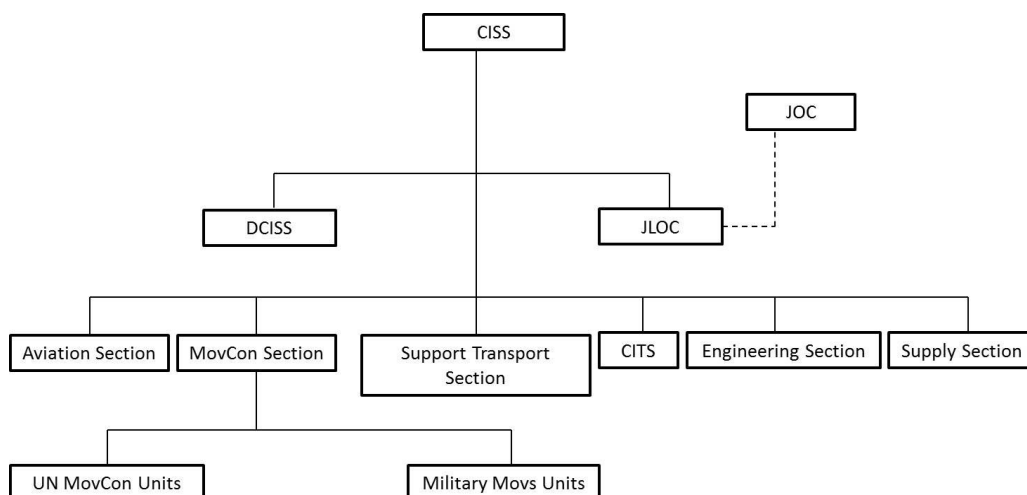 CISS
JOC
DCISS
JLOC
Aviation Section
MovCon Section
Support Transport
Section
CITS
Engineering Section
Supply Section
UN MovCon Units
Military Movs Units